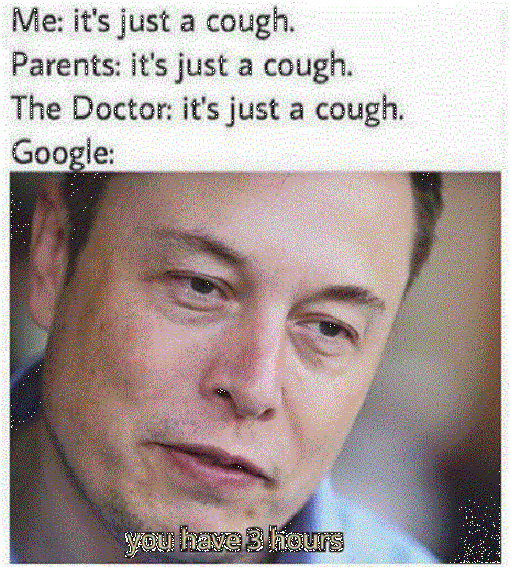 Me: it's just a cough.
Parents: it's just a cough.
The Doctor: it's just a cough.
Google:
you have 3 hours